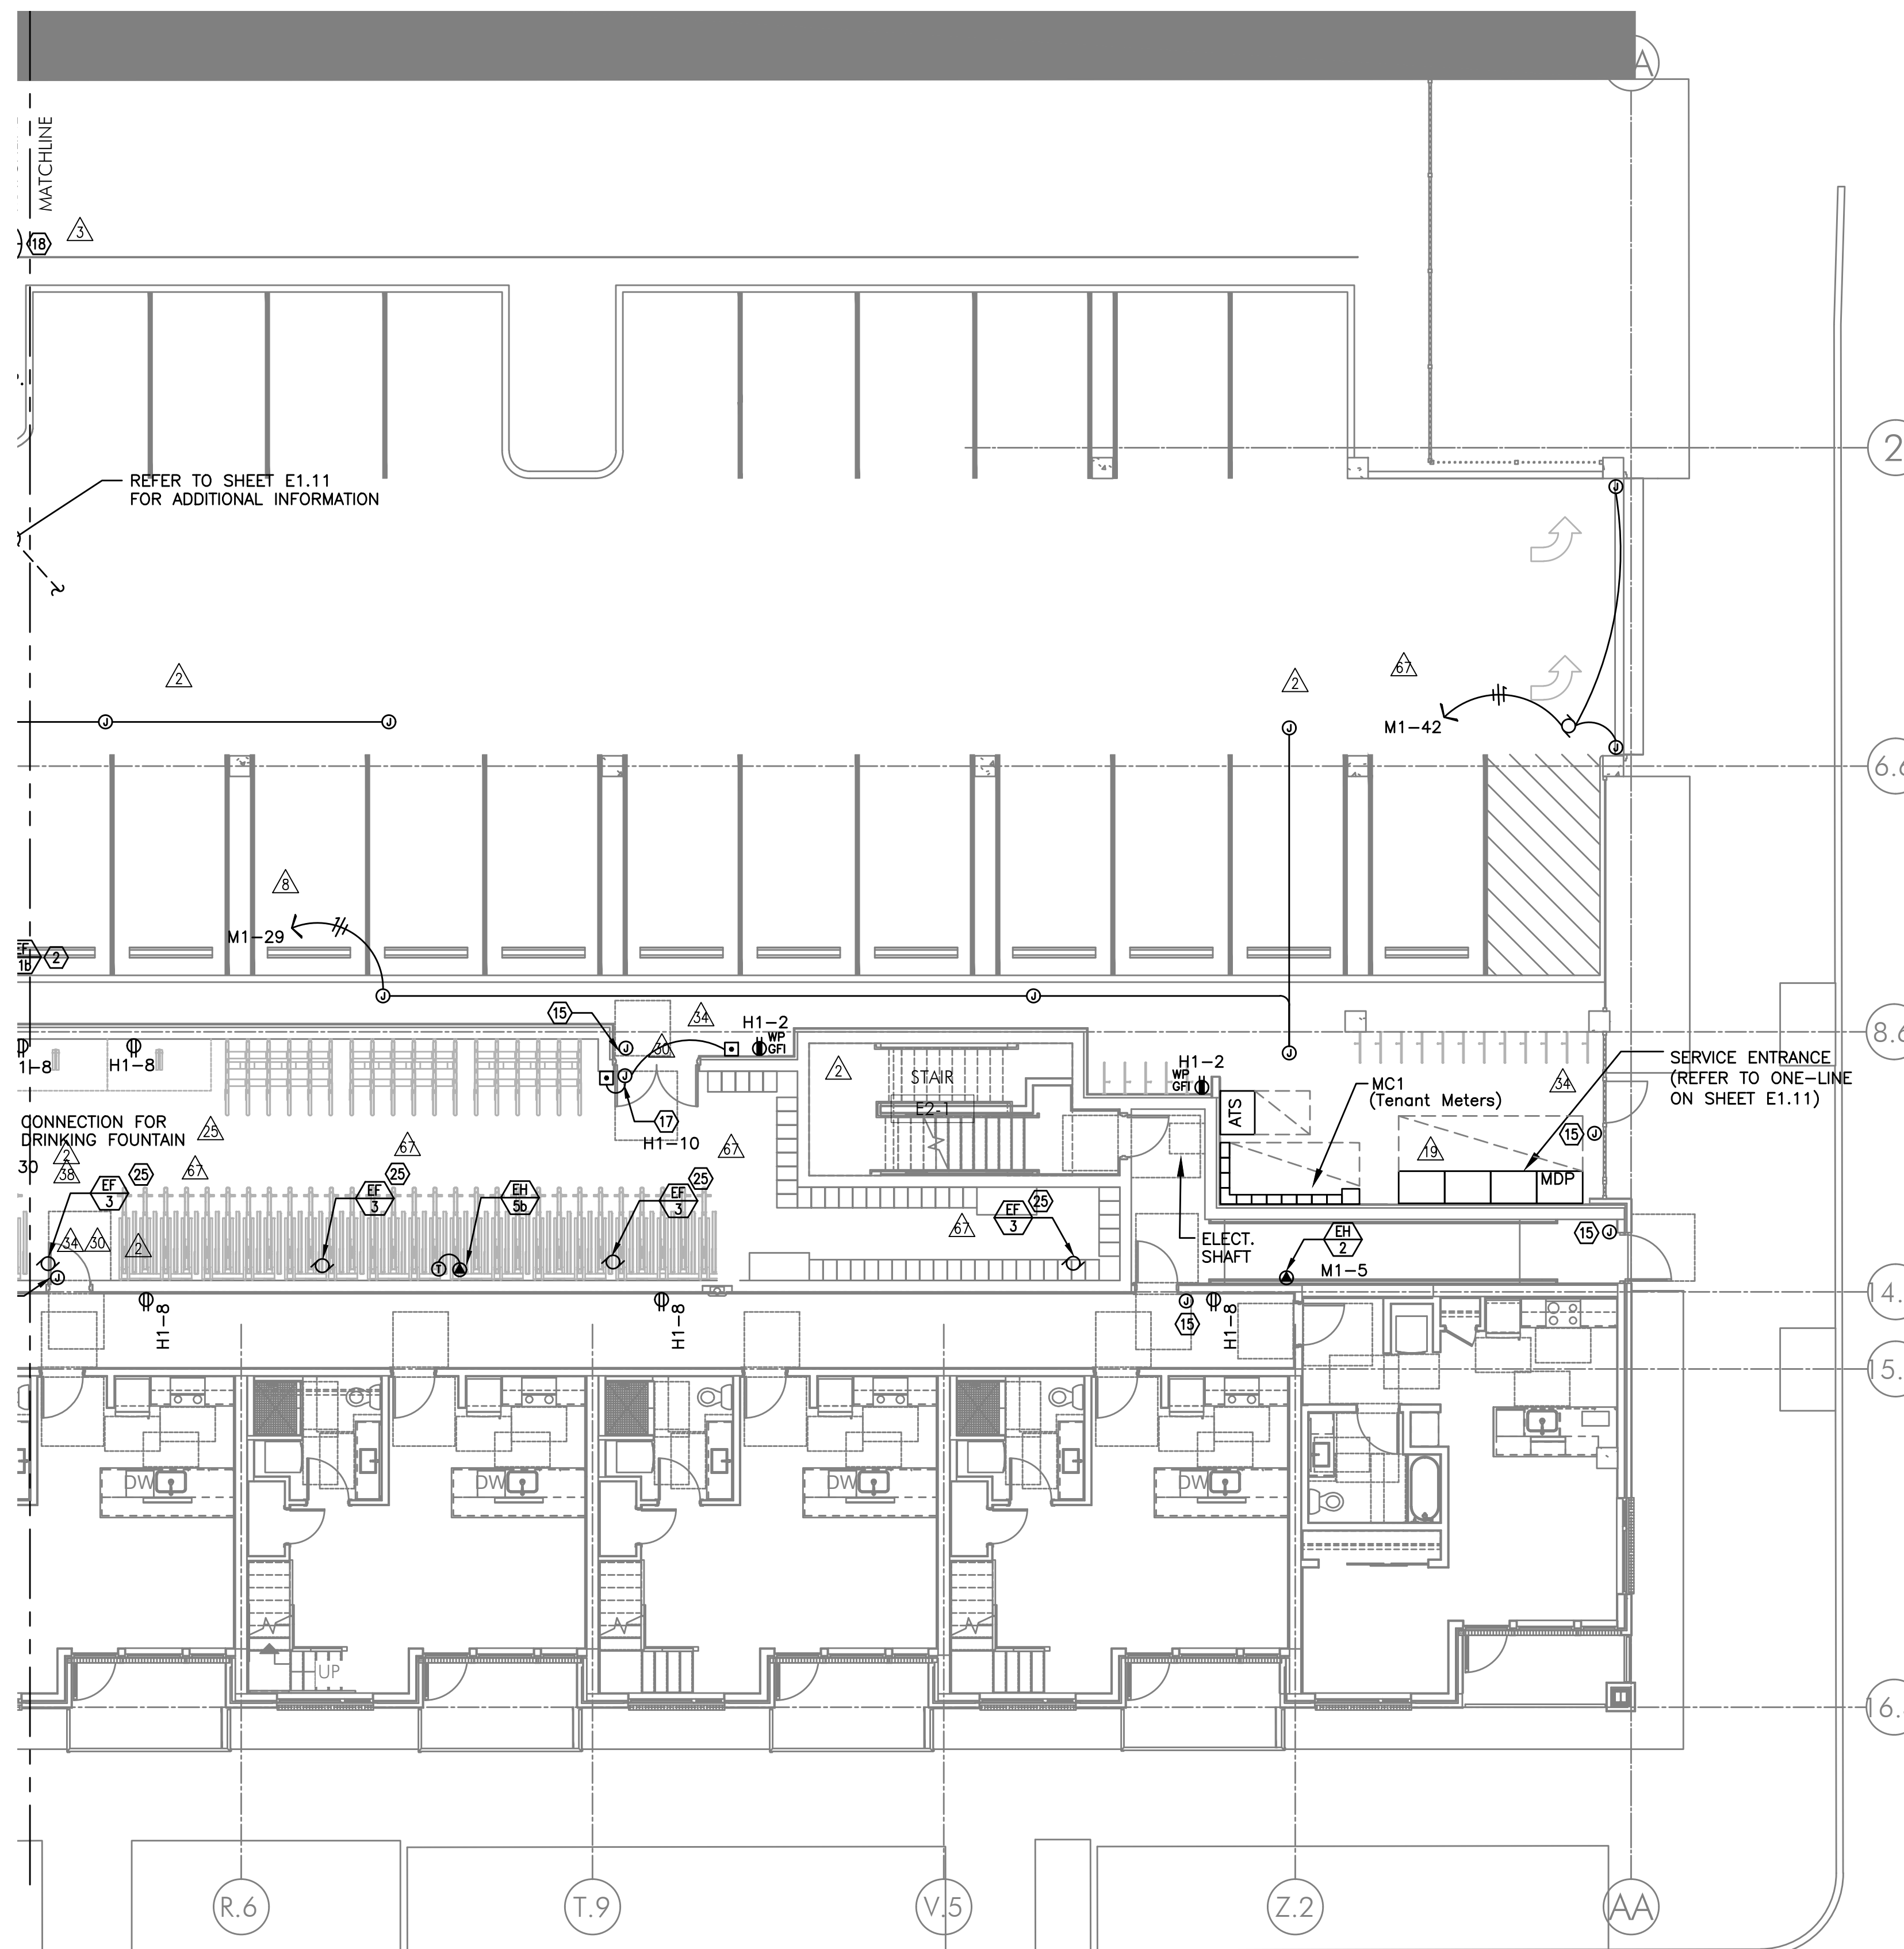 A
MATCHLINE
3
18
2
REFER TO SHEET E1.11
FOR ADDITIONAL INFORMATION
J
2
2
67
M1-42
J
J
J
J
6.6
8
M1-29
1b
2
J
J
15
34
H1-2
WP
GFI
J
30
1-8
H1-8
J
17
H1-10
STAIR
E2-1
2
H1-2
WP
GFI
J
ATS
MC1
(Tenant Meters)
34
8.6
SERVICE ENTRANCE
(REFER TO ONE-LINE
ON SHEET E1.11)
CONNECTION FOR
DRINKING FOUNTAIN
25
2
38
30
67
67
67
19
15
J
MDP
EF
3
25
EF
3
25
EH
5b
EF
3
25
EF
3
25
67
ELECT.
SHAFT
EH
2
M1-5
15
J
34
30
2
J
T
H1-8
H1-8
J
15
H1-8
14.
15.
DW
DW
DW
DW
UP
16.
R.6
T.9
V.5
Z.2
AA